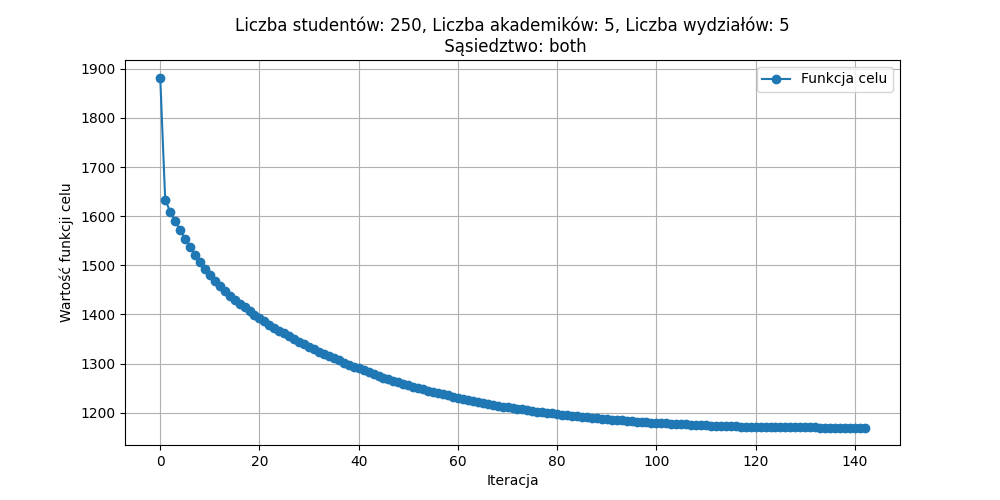 Liczba studentów: 250, Liczba akademików: 5, Liczba wydziałów: 5
Sąsiedztwo: both
Funkcja celu
Wartość funkcji celu
1900
1800
1700
1600
1500
1400
1300
1200
0 20 40 60 80 100 120 140
Iteracja